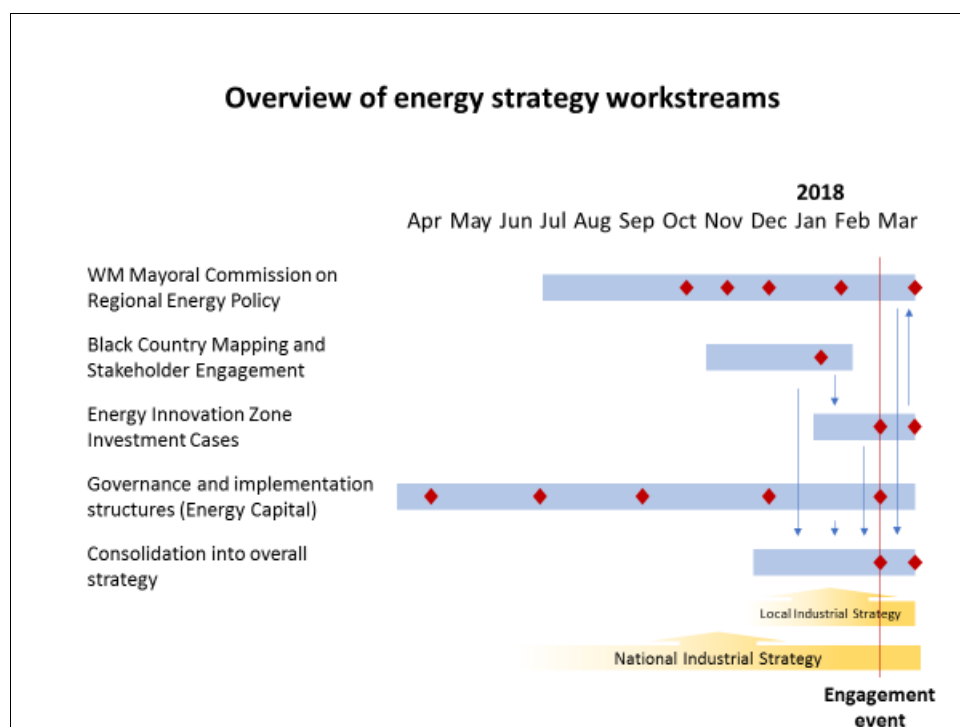 Overview of energy strategy workstreams
2018
Apr May Jun Jul Aug Sep Oct Nov Dec Jan Feb Mar
WM Mayoral Commission on
Regional Energy Policy
Black Country Mapping and
Stakeholder Engagement
Energy Innovation Zone
Investment Cases
Governance and implementation
structures (Energy Capital)
Consolidation into overall
strategy
Local Industrial Strategy
National Industrial Strategy
Engagement
event